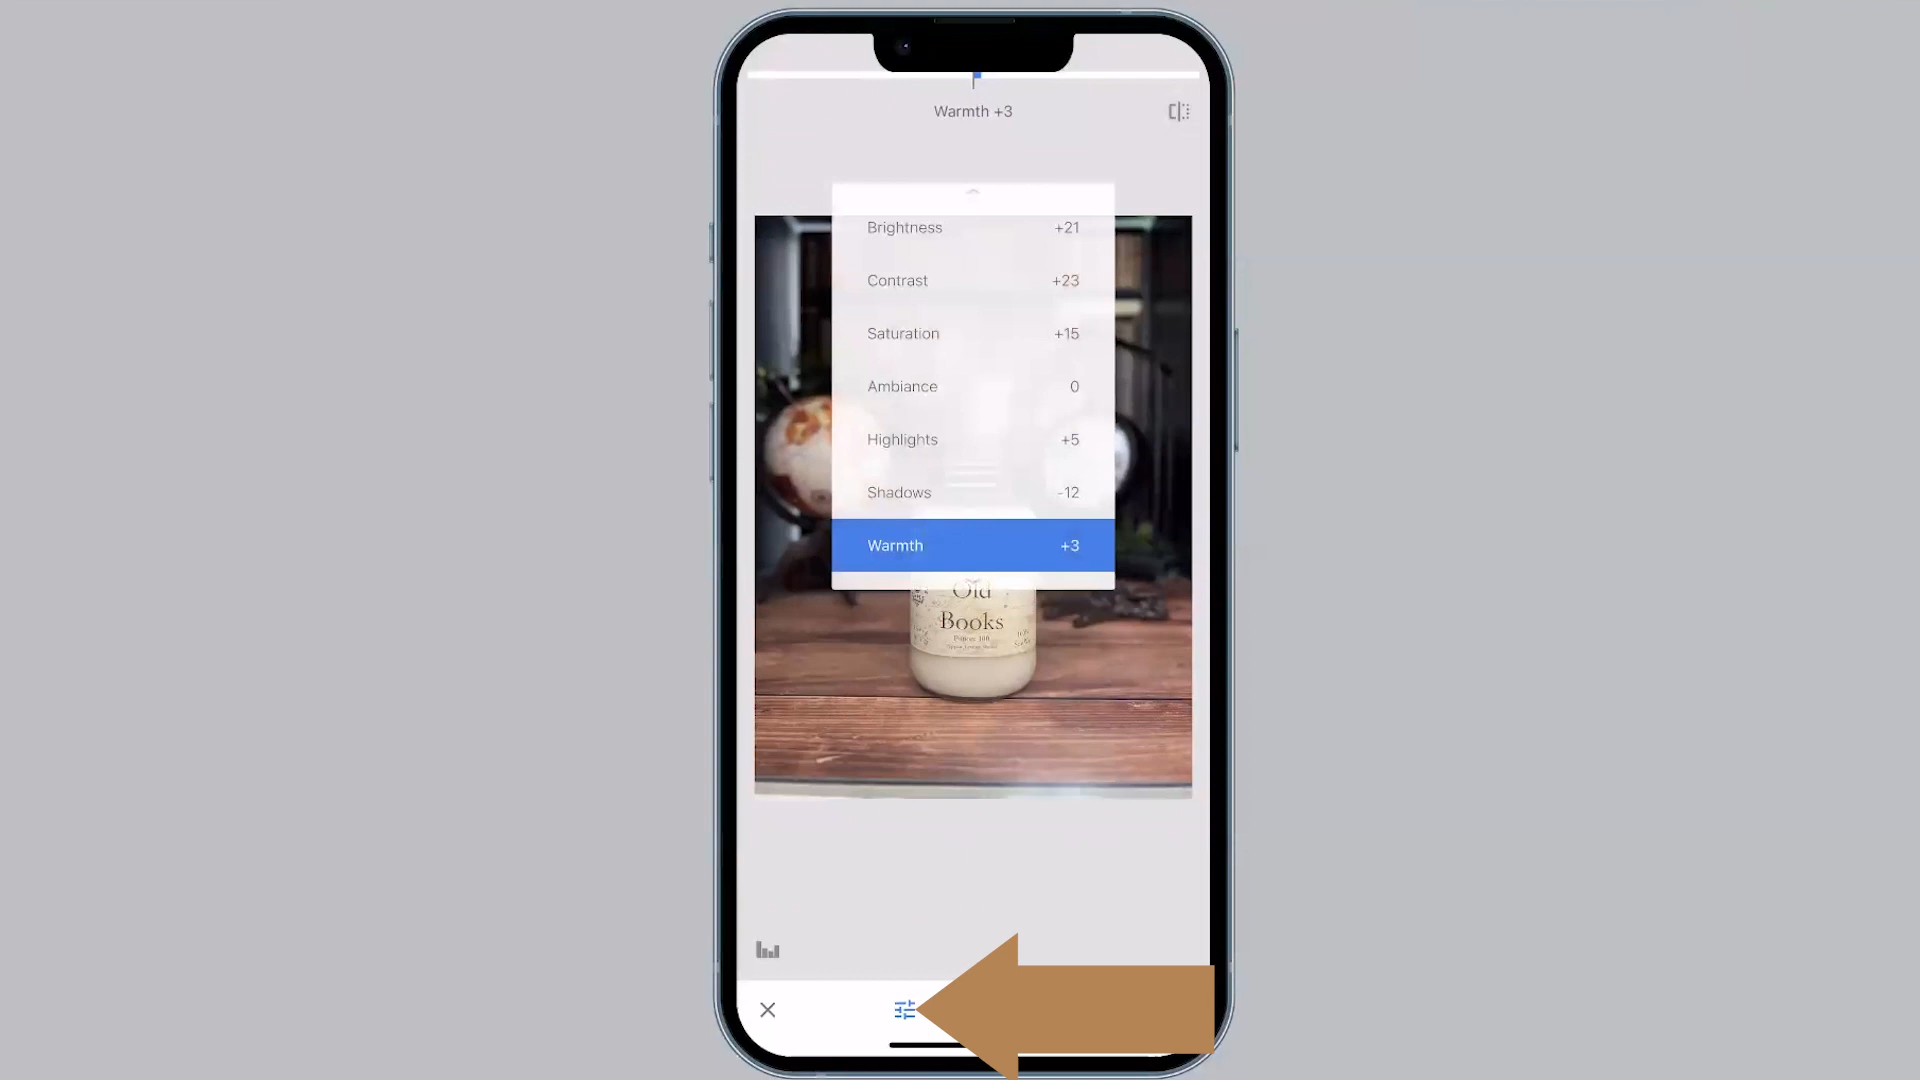 Warmth +3
Brightness +21
Contrast +23
Saturation +15
Ambiance 0
Highlights +5
Shadows -12
Warmth +3
Old
Books